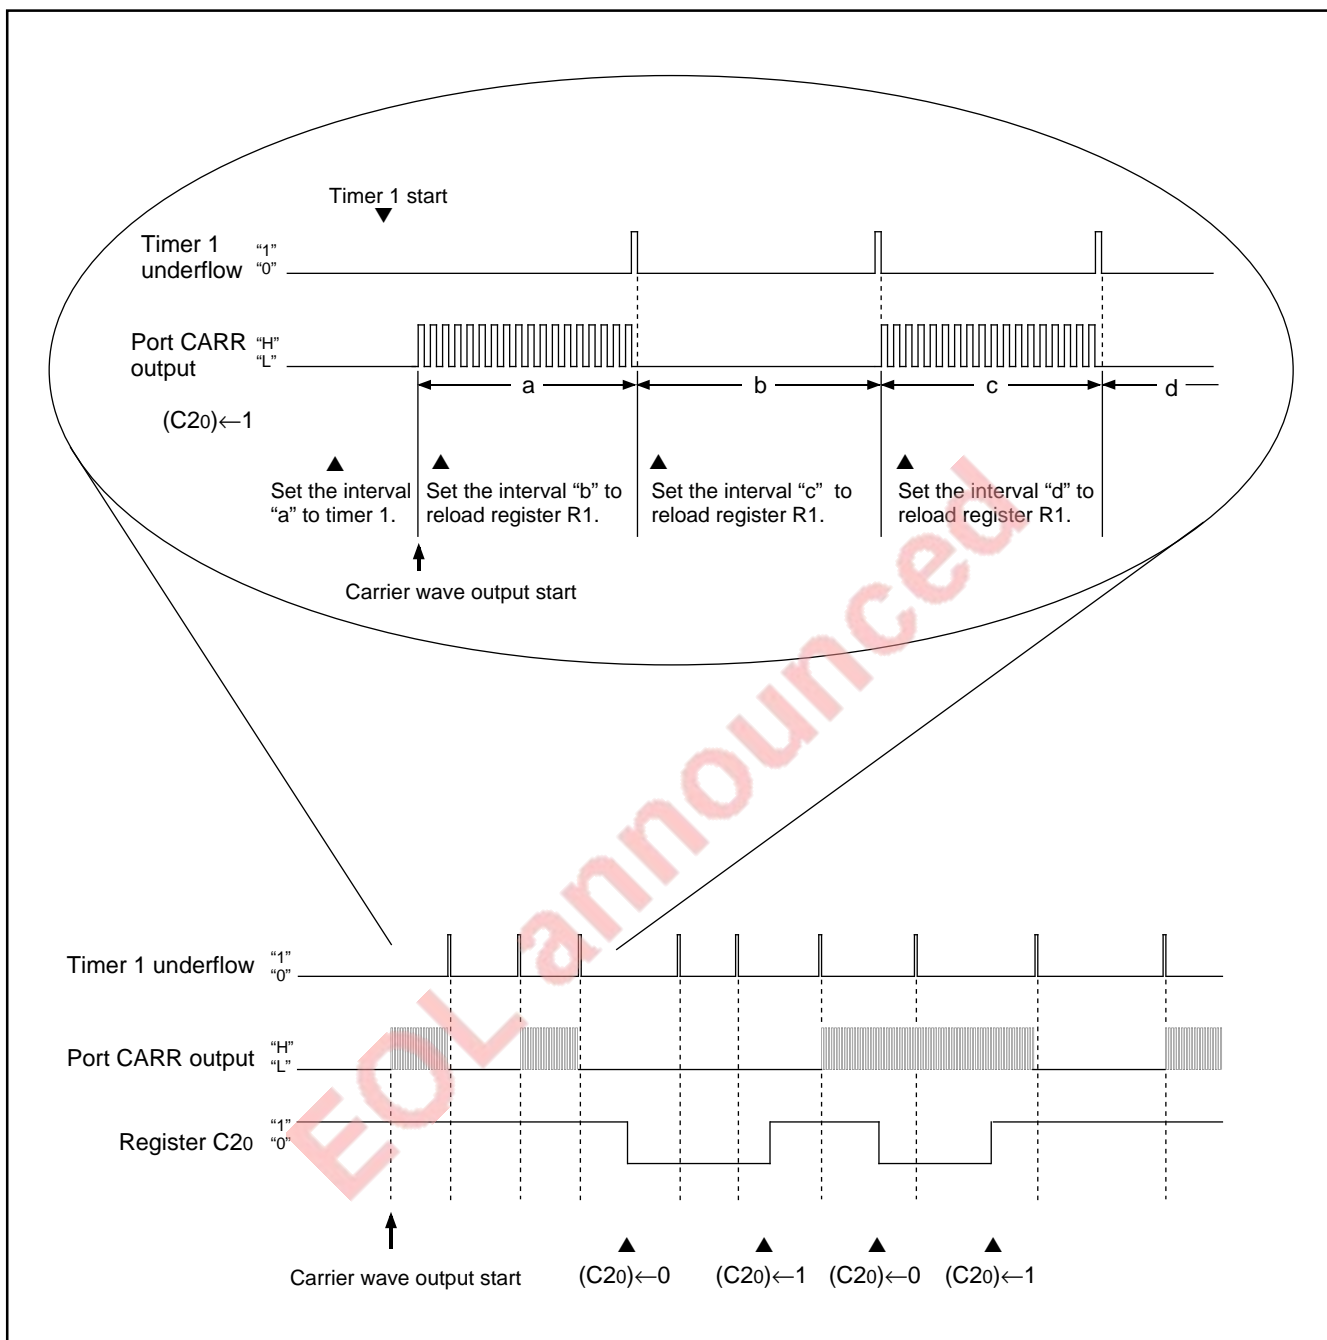 Timer 1 start
Timer 1
underflow
“1”
“0”
Port CARR
output
“H”
“L”
a
b
c
d
(C20)←1
Set the interval
“a” to timer 1.
Set the interval “b” to
reload register R1.
Set the interval “c” to
reload register R1.
Set the interval “d” to
reload register R1.
Carrier wave output start
EOL announced
Timer 1 underflow
“1”
“0”
Port CARR output
“H”
“L”
Register C20
“1”
“0”
Carrier wave output start
(C20)←0
(C20)←1
(C20)←0
(C20)←1